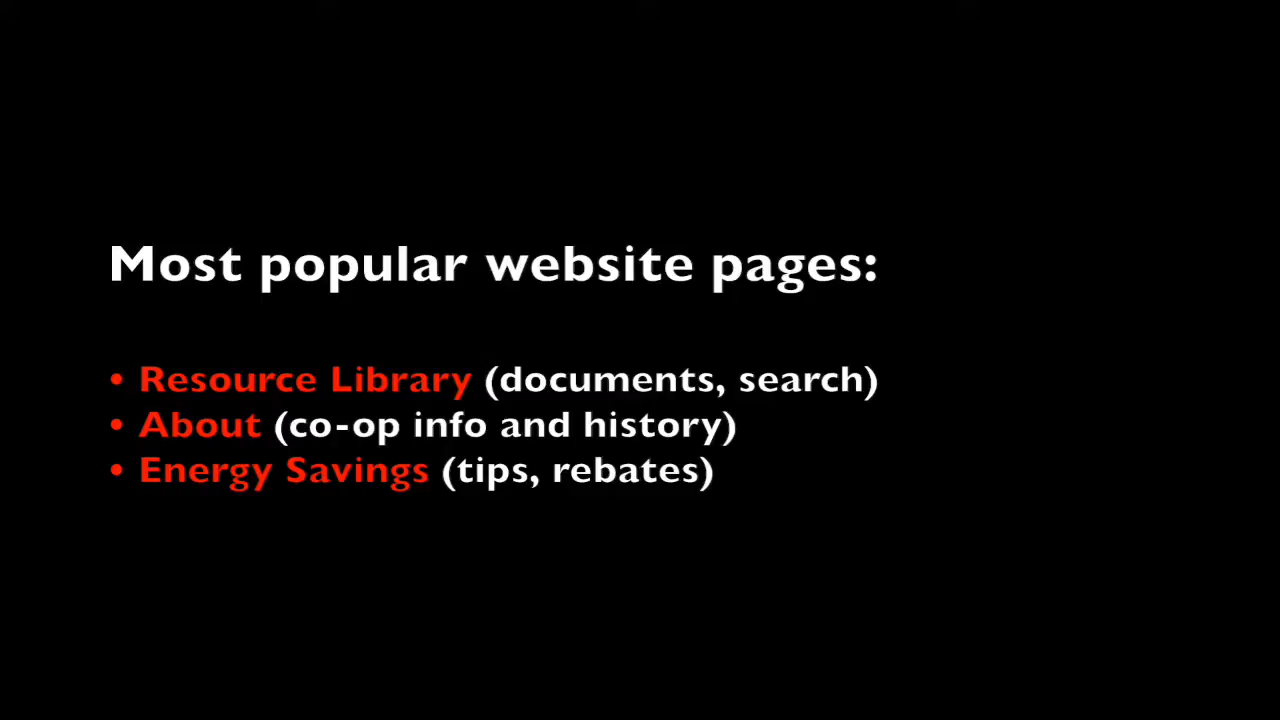 Most popular website pages:
• Resource Library (documents, search)
• About (co-op info and history)
• Energy Savings (tips, rebates)